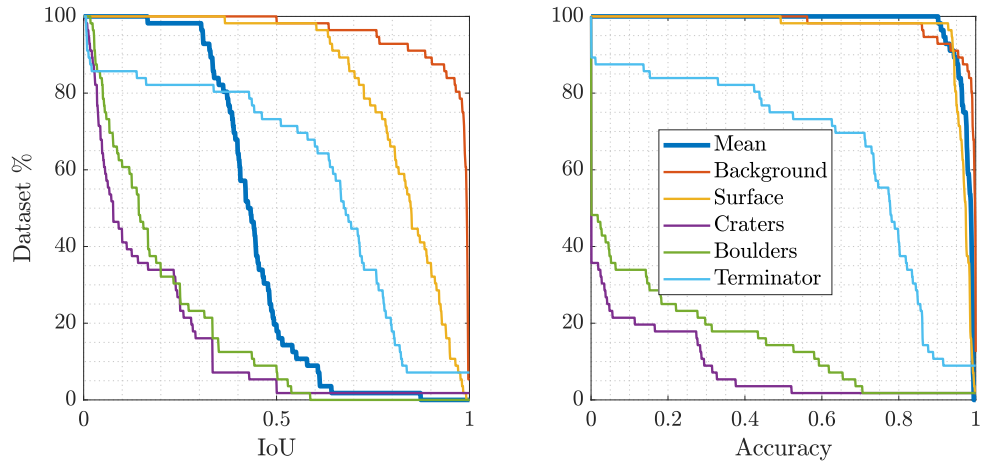 100
80
60
40
20
0
Dataset %
0
0.5
1
IoU
100
80
60
40
20
0
0
0.2
0.4
0.6
0.8
1
Accuracy
Mean
Background
Surface
Craters
Boulders
Terminator